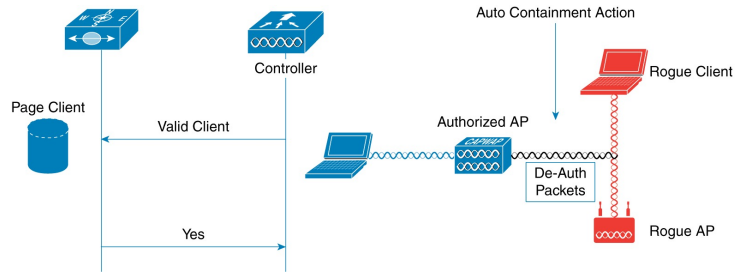 W E
Controller
Page Client
Valid Client
Yes
Auto Containment Action
Rogue Client
Authorized AP
CAPWAP
De-Auth
Packets
Rogue AP